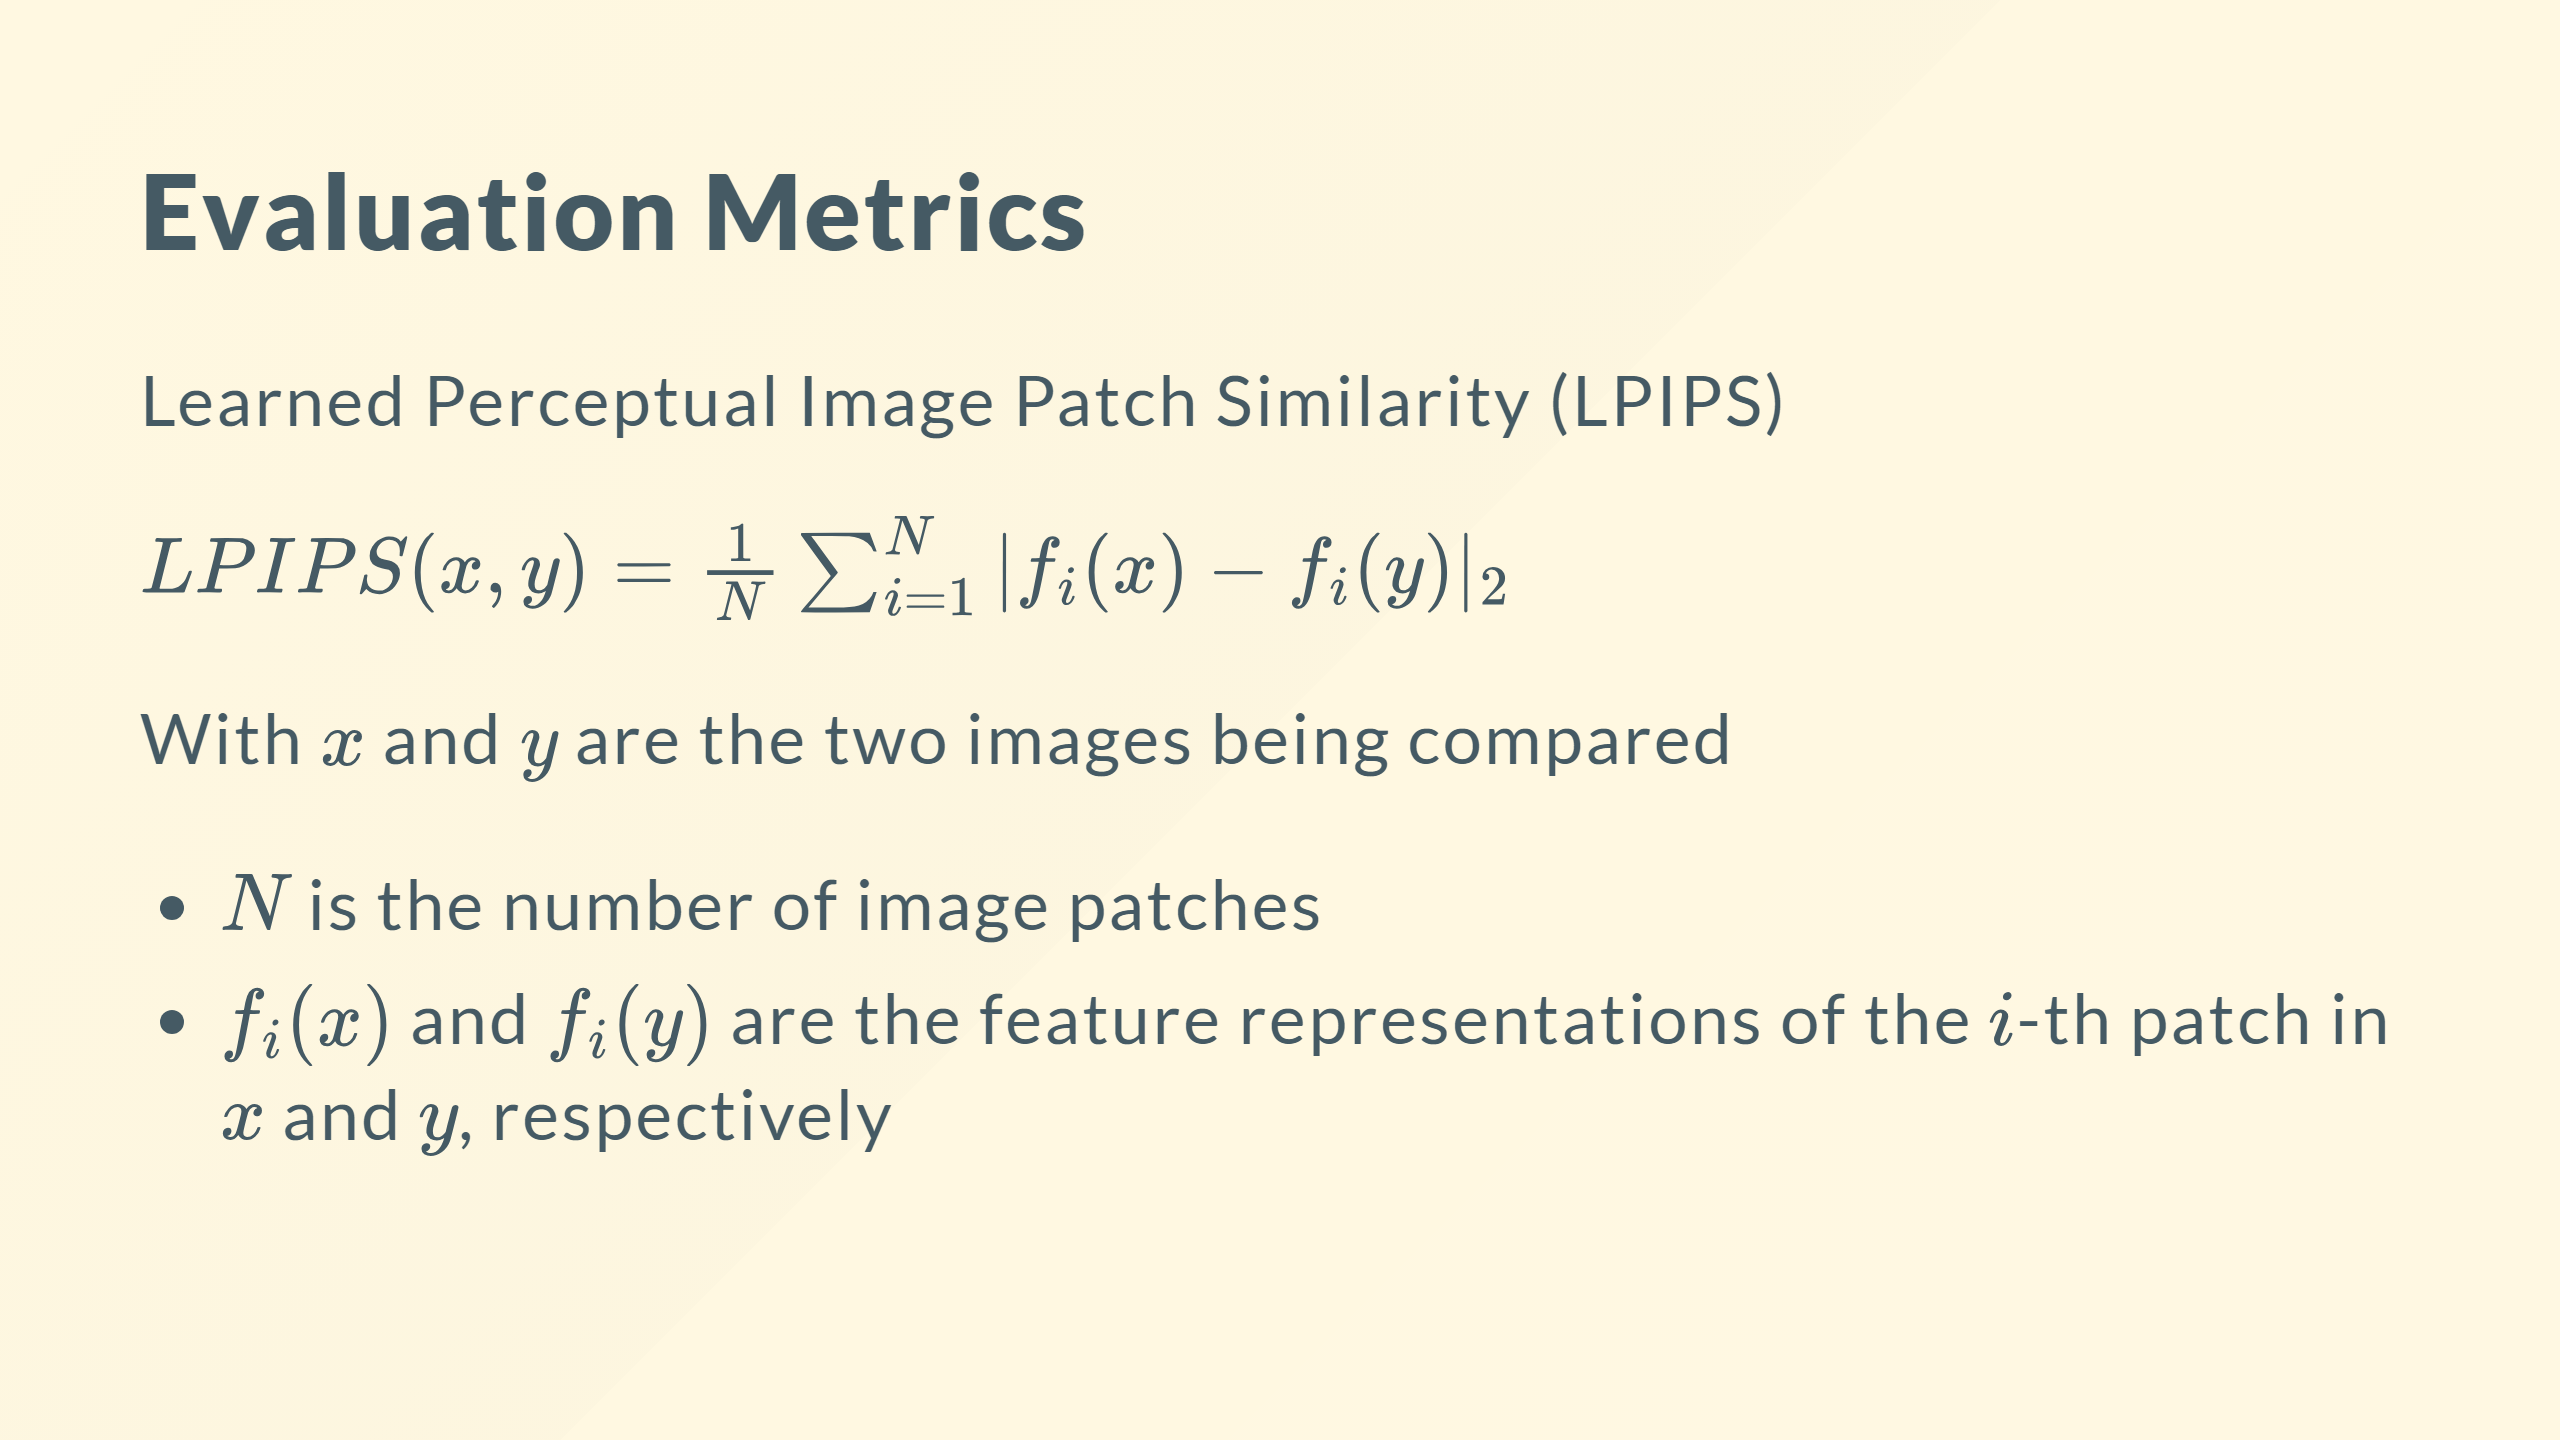 Evaluation Metrics
Learned Perceptual Image Patch Similarity (LPIPS)
$LPIPS(x, y) = \frac{1}{N} \sum_{i=1}^{N} |f_i(x) - f_i(y)|_2$
With $x$ and $y$ are the two images being compared
• $N$ is the number of image patches
• $f_i(x)$ and $f_i(y)$ are the feature representations of the $i$-th patch in
$x$ and $y$, respectively